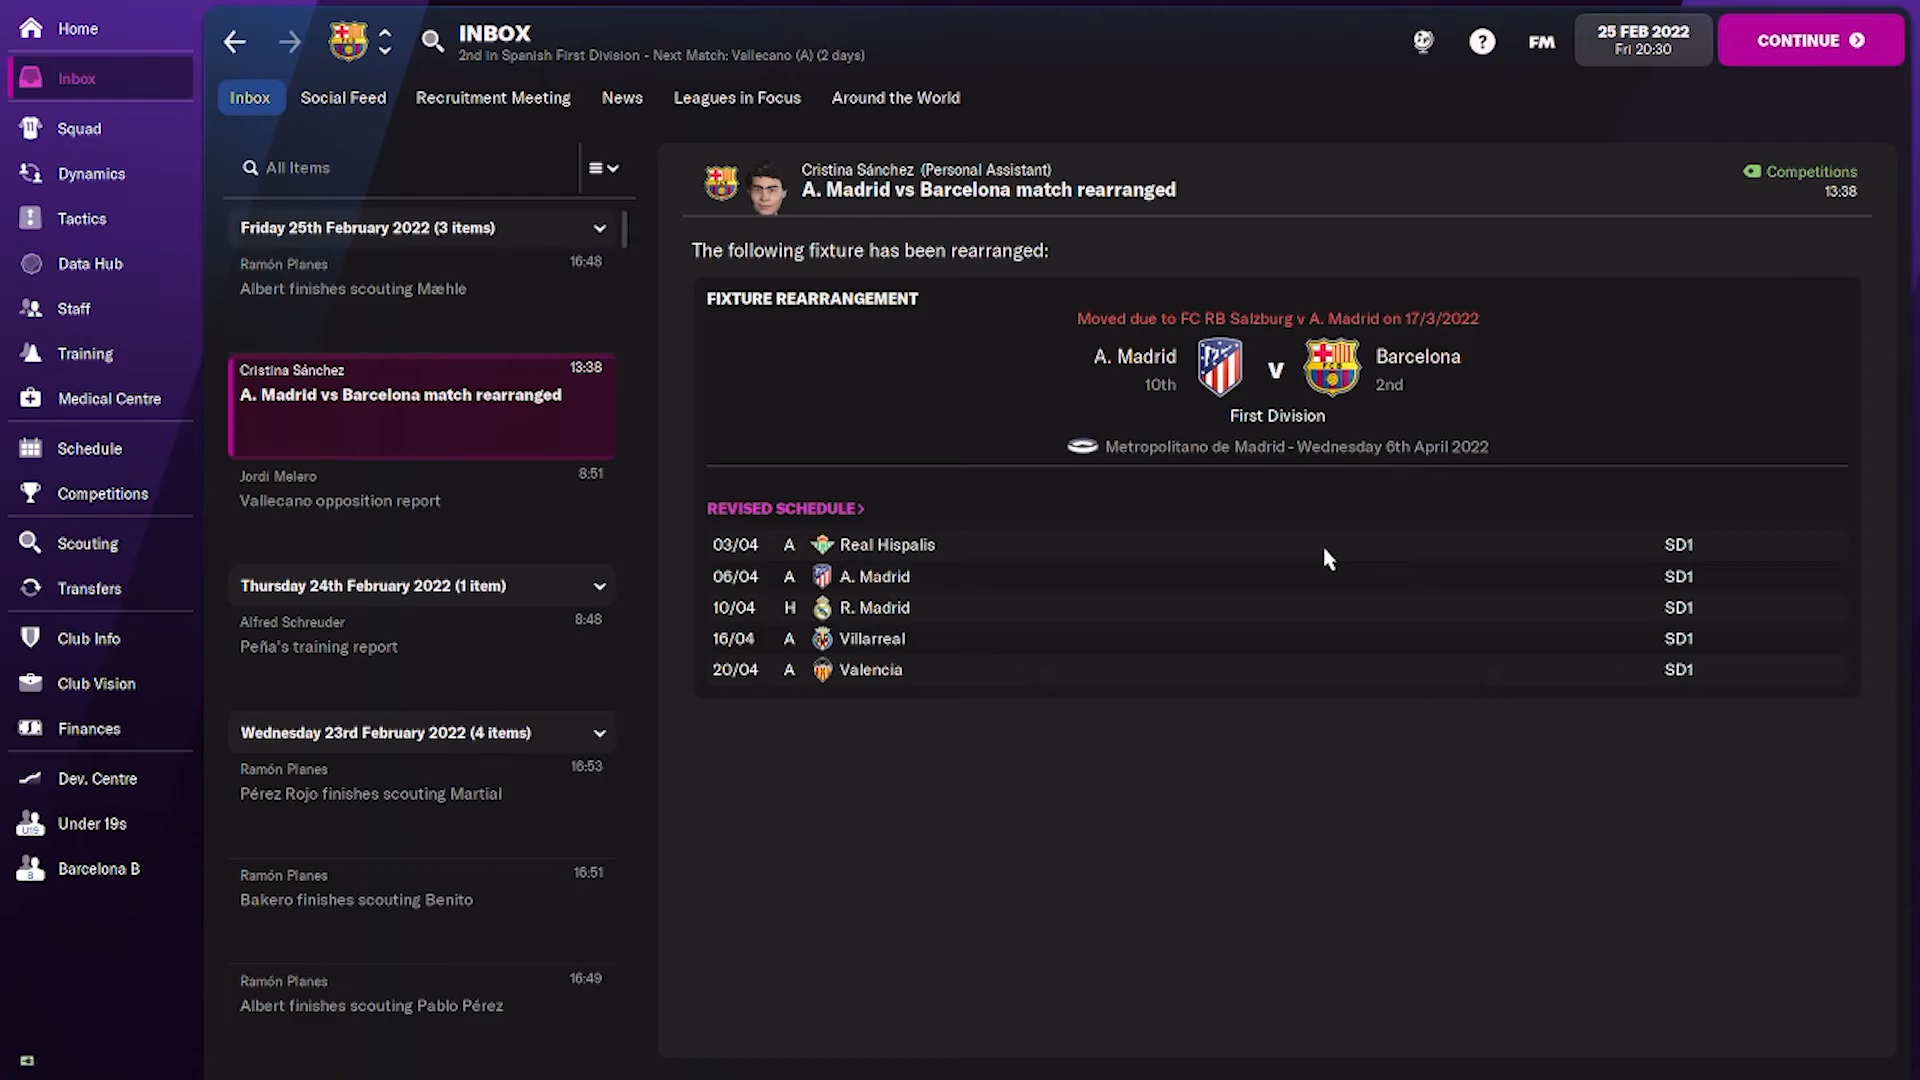 Home
Inbox
Squad
Dynamics
Tactics
Data Hub
Staff
Training
Medical Centre
Schedule
Competitions
Scouting
Transfers
Club Info
Club Vision
Finances
Dev. Centre
U19
Under 19s
B
Barcelona B
INBOX
2nd in Spanish First Division - Next Match: Vallecano (A) (2 days)
?
FM
25 FEB 2022
Fri 20:30
CONTINUE
Inbox
Social Feed
Recruitment Meeting
News
Leagues in Focus
Around the World
All Items
Friday 25th February 2022 (3 items)
Ramón Planes 16:48
Albert finishes scouting Mæhle
Cristina Sánchez 13:38
A. Madrid vs Barcelona match rearranged
Jordi Melero 8:51
Vallecano opposition report
Thursday 24th February 2022 (1 item)
Alfred Schreuder 8:48
Peña's training report
Wednesday 23rd February 2022 (4 items)
Ramón Planes 16:53
Pérez Rojo finishes scouting Martial
Ramón Planes 16:51
Bakero finishes scouting Benito
Ramón Planes 16:49
Albert finishes scouting Pablo Pérez
Cristina Sánchez (Personal Assistant)
A. Madrid vs Barcelona match rearranged
Competitions
13:38
The following fixture has been rearranged:
FIXTURE REARRANGEMENT
Moved due to FC RB Salzburg v A. Madrid on 17/3/2022
A. Madrid v Barcelona
10th 2nd
First Division
Metropolitano de Madrid - Wednesday 6th April 2022
REVISED SCHEDULE>
03/04 A Real Hispalis SD1
06/04 A A. Madrid SD1
10/04 H R. Madrid SD1
16/04 A Villarreal SD1
20/04 A Valencia SD1